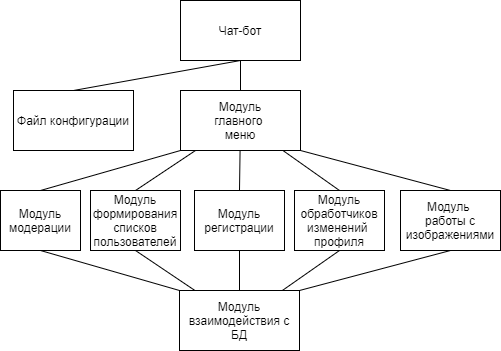 Чат-бот
Файл конфигурации
Модуль
главного
меню
Модуль
модерации
Модуль
формирования
списков
пользователей
Модуль
регистрации
Модуль
обработчиков
изменений
профиля
Модуль
работы с
изображениями
Модуль
взаимодействия с
БД